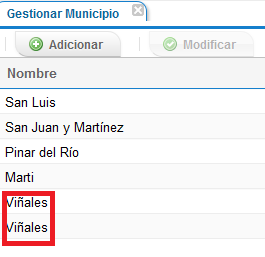 Gestionar Municipio
Adicionar Modificar
Nombre
San Luis
San Juan y Martínez
Pinar del Río
Marti
Viñales
Viñales